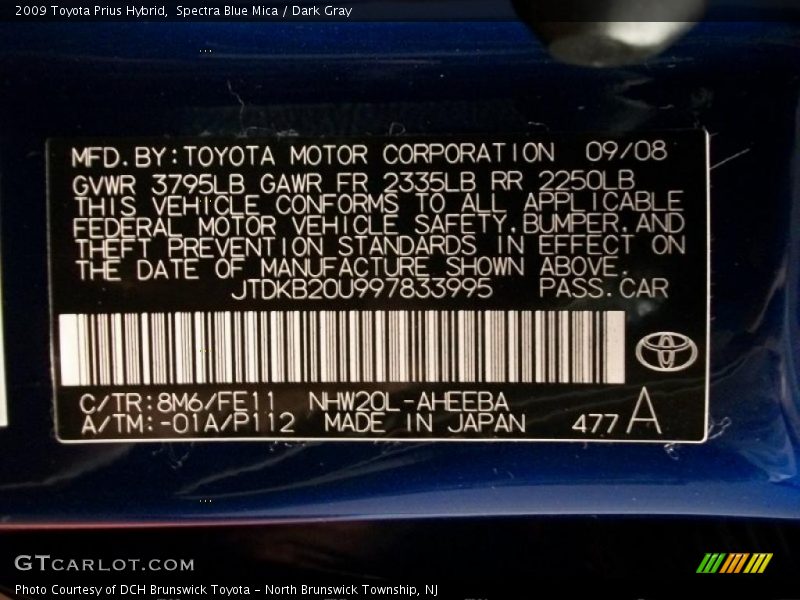 2009 Toyota Prius Hybrid, Spectra Blue Mica / Dark Gray
MFD.BY:TOYOTA MOTOR CORPORATION 09/08
GVWR 3795LB GAWR FR 2335LB RR 2250LB
THIS VEHICLE CONFORMS TO ALL APPLICABLE
FEDERAL MOTOR VEHICLE SAFETY,BUMPER,AND
THEFT PREVENTION STANDARDS IN EFFECT ON
THE DATE OF MANUFACTURE SHOWN ABOVE.
JTDKB20U997833995 PASS.CAR
C/TR:8M6/FE11 NHW20L-AHEEBA
A/TM:-01A/P112 MADE IN JAPAN 477 A
GTCARLOT.COM
Photo Courtesy of DCH Brunswick Toyota - North Brunswick Township, NJ